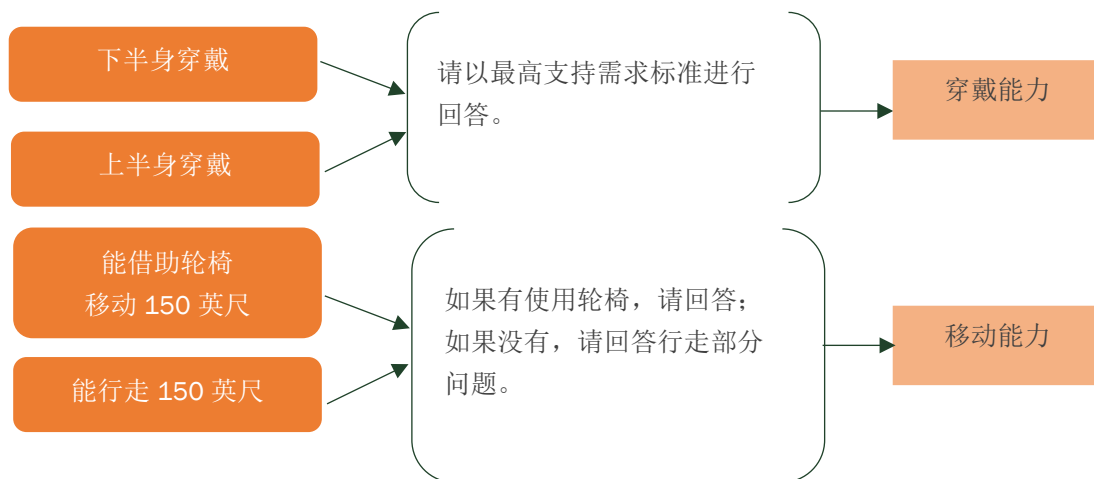 下半身穿戴
上半身穿戴
请以最高支持需求标准进行
回答。
穿戴能力
能借助轮椅
移动 150 英尺
能行走 150 英尺
如果有使用轮椅，请回答；
如果没有，请回答行走部分
问题。
移动能力